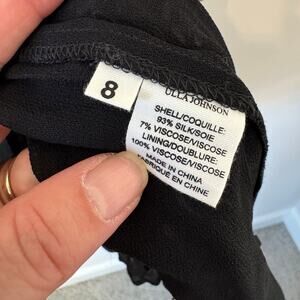 8
ULLA JOHNSON
SHELL/COQUILLE:
93% SILK/SOIE
7% VISCOSE/VISCOSE
LINING/DOUBLURE:
100% VISCOSE/VISCOSE
MADE IN CHINA
FABRIQUÉ EN CHINE